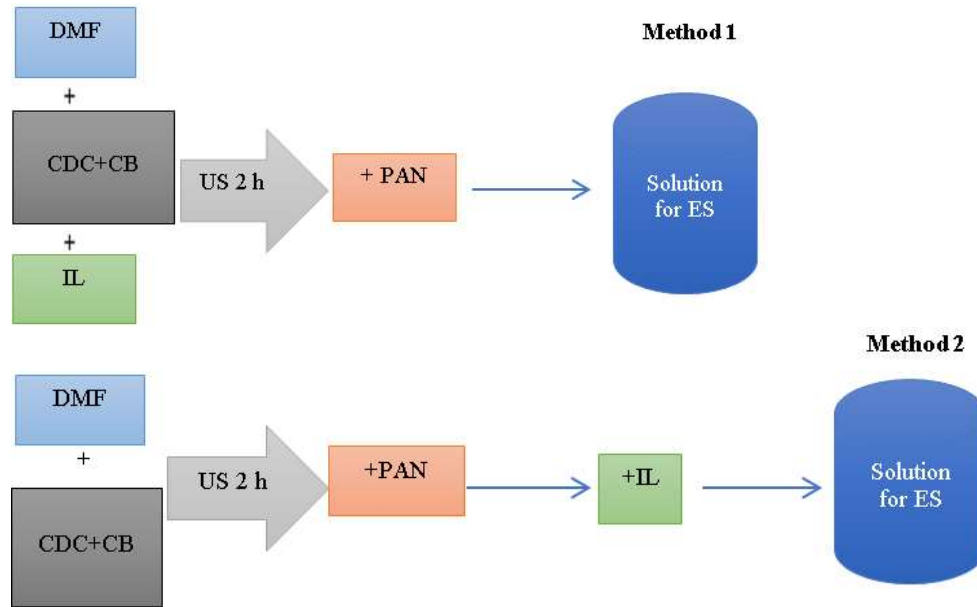 DMF
+
CDC+CB
+
IL
US 2 h
+ PAN
Method 1
Solution
for ES
DMF
+
CDC+CB
US 2 h
+PAN
+IL
Method 2
Solution
for ES